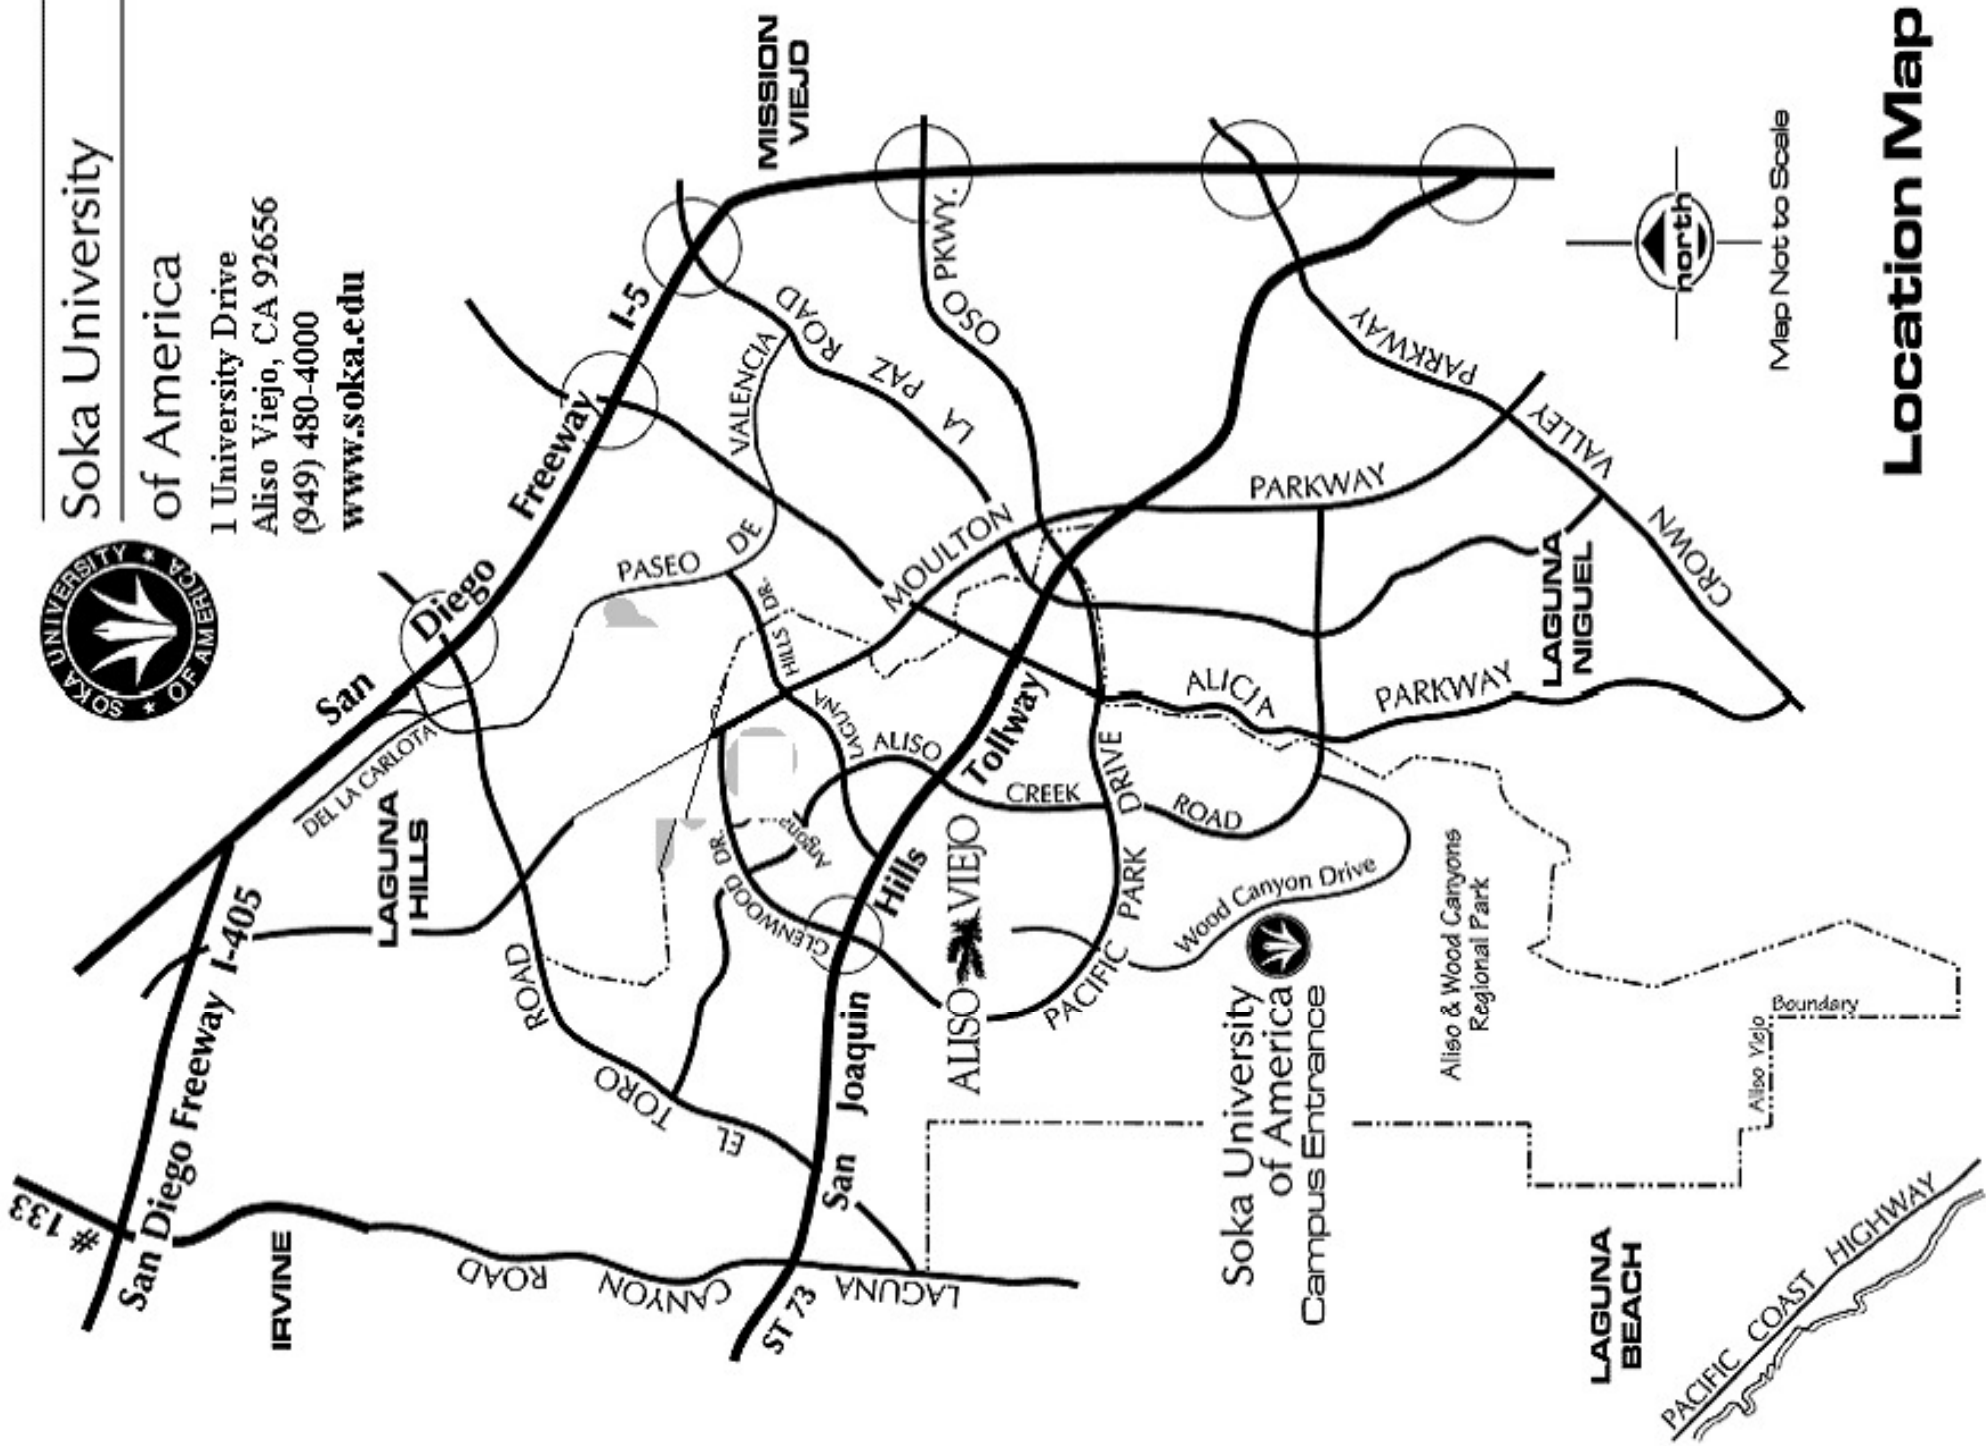 Soka University
of America
1 University Drive
Aliso Viejo, CA 92656
(949) 480-4000
www.soka.edu
SOKA UNIVERSITY
★ OF AMERICA ★
# 133
San Diego Freeway I-405
San Diego Freeway I-5
IRVINE
LAGUNA
HILLS
MISSION
VIEJO
DEL LA CARLOTA
PASEO DE VALENCIA
LA PAZ ROAD
OSO PKWY.
EL TORO ROAD
LAGUNA CANYON ROAD
MOULTON PARKWAY
LAGUNA HILLS DR.
GLENWOOD DR.
Argona
ALISO CREEK ROAD
San Joaquin Hills Tollway
ST 73
ALISO VIEJO
PACIFIC PARK DRIVE
ALICIA PARKWAY
Wood Canyon Drive
CROWN VALLEY PARKWAY
LAGUNA
NIGUEL
Soka University
of America
Campus Entrance
Aliso & Wood Canyons
Regional Park
Aliso Viejo Boundary
LAGUNA
BEACH
PACIFIC COAST HIGHWAY
north
Map Not to Scale
Location Map